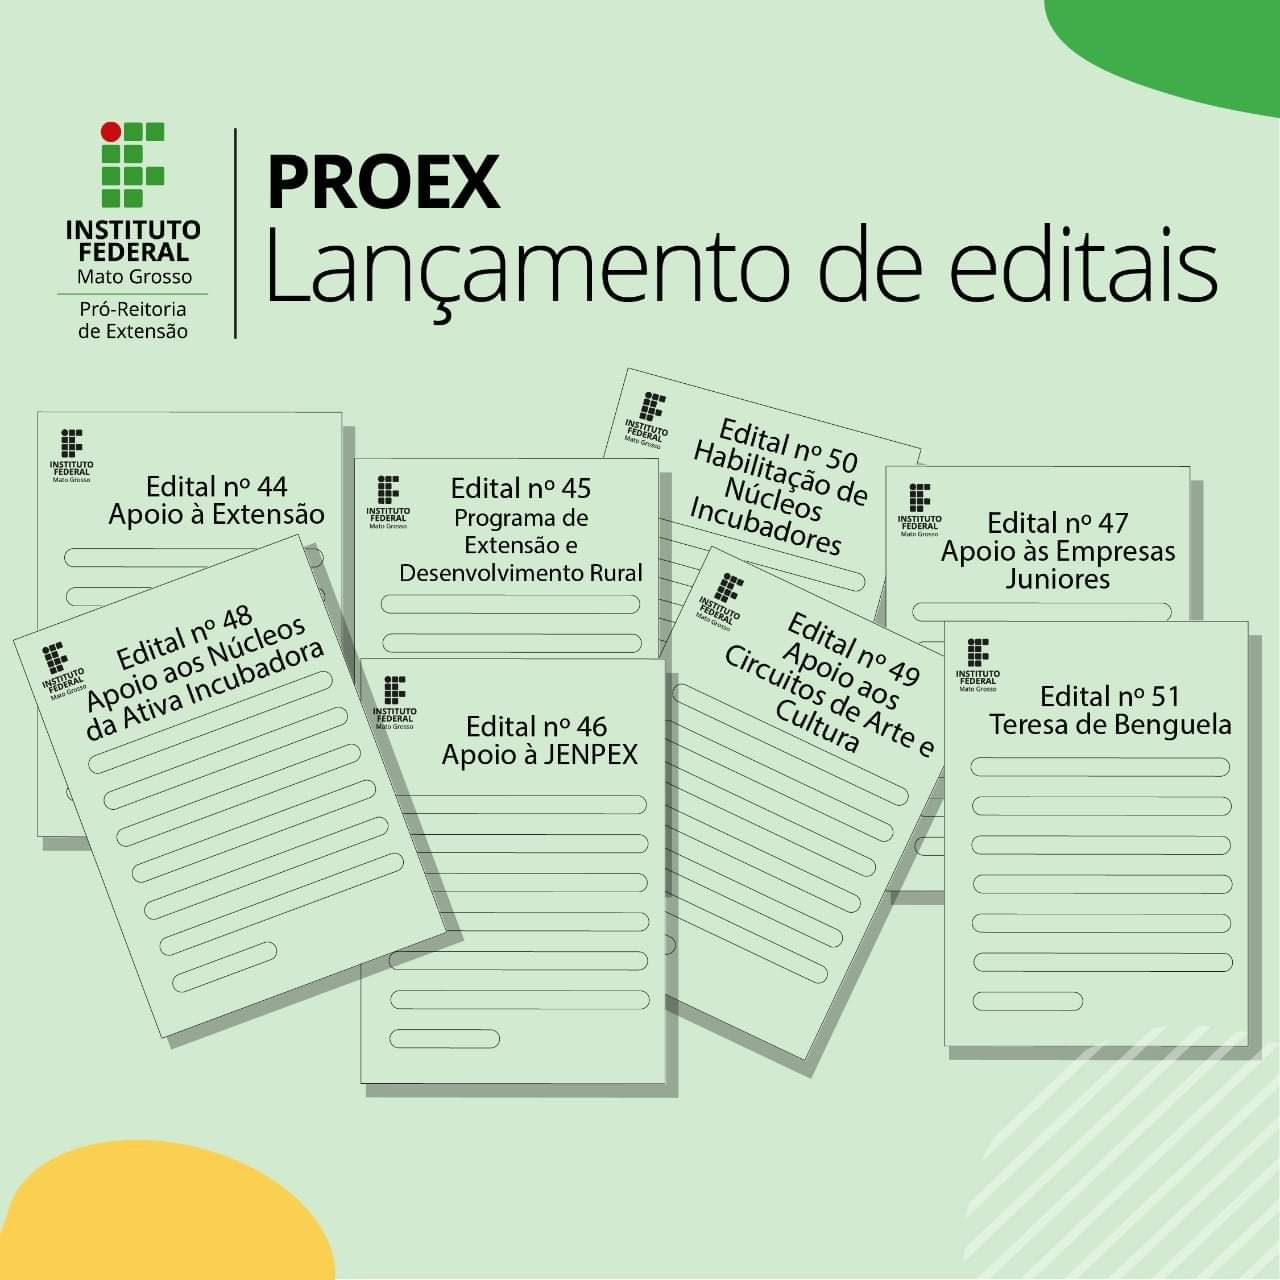 INSTITUTO
FEDERAL
Mato Grosso
Pró-Reitoria
de Extensão
PROEX
Lançamento de editais
INSTITUTO
FEDERAL
Mato Grosso
Edital nº 44
Apoio à Extensão
INSTITUTO
FEDERAL
Mato Grosso
Edital nº 45
Programa de
Extensão e
Desenvolvimento Rural
INSTITUTO
FEDERAL
Mato Grosso
Edital nº 50
Habilitação de
Núcleos
Incubadores
INSTITUTO
FEDERAL
Mato Grosso
Edital nº 47
Apoio às Empresas
Juniores
INSTITUTO
FEDERAL
Mato Grosso
Edital nº 48
Apoio aos Núcleos
da Ativa Incubadora
INSTITUTO
FEDERAL
Mato Grosso
Edital nº 46
Apoio à JENPEX
INSTITUTO
FEDERAL
Mato Grosso
Edital nº 49
Apoio aos
Circuitos de Arte e
Cultura
INSTITUTO
FEDERAL
Mato Grosso
Edital nº 51
Teresa de Benguela